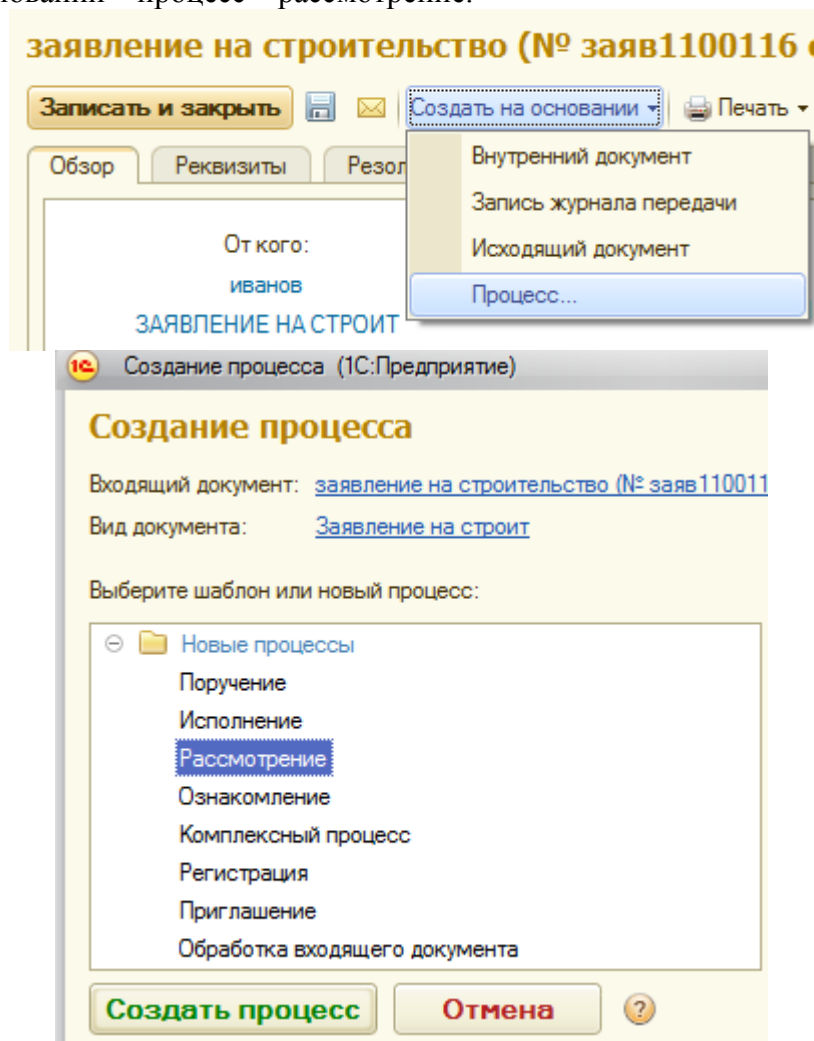 процесс рассмотрение.
заявление на строительство (№ заяв1100116
Записать и закрыть Создать на основании Печать
Обзор Реквизиты Резол
Внутренний документ
Запись журнала передачи
Исходящий документ
Процесс...
От кого:
иванов
ЗАЯВЛЕНИЕ НА СТРОИТ
Создание процесса (1С:Предприятие)
Создание процесса
Входящий документ: заявление на строительство (№ заяв110011
Вид документа: Заявление на строит
Выберите шаблон или новый процесс:
Новые процессы
Поручение
Исполнение
Рассмотрение
Ознакомление
Комплексный процесс
Регистрация
Приглашение
Обработка входящего документа
Создать процесс Отмена ?